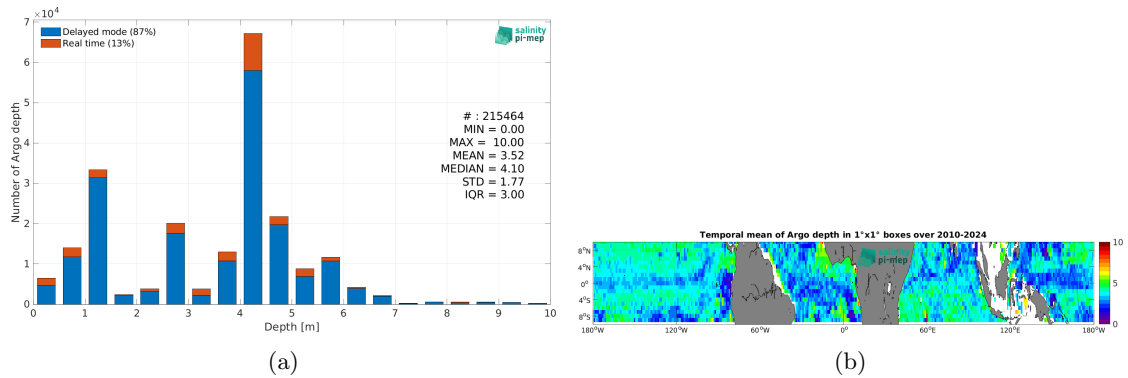 ×10⁴
7
6
5
4
3
2
1
0
Number of Argo depth
Delayed mode (87%)
Real time (13%)
salinity
pi-mep
# : 215464
MIN = 0.00
MAX = 10.00
MEAN = 3.52
MEDIAN = 4.10
STD = 1.77
IQR = 3.00
0 1 2 3 4 5 6 7 8 9 10
Depth [m]
(a)
Temporal mean of Argo depth in 1°x1° boxes over 2010-2024
salinity
pi-mep
8°N
4°N
0°
4°S
8°S
180°W 120°W 60°W 0° 60°E 120°E 180°W
10
5
0
(b)